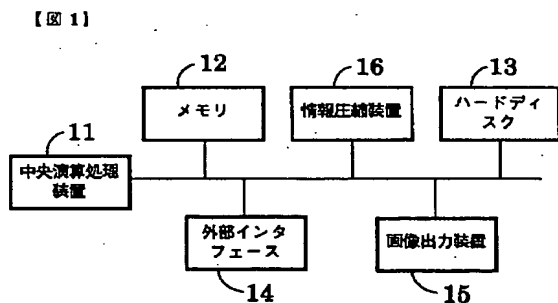 【図1】
12
メモリ
16
情報圧縮装置
13
ハードディ
スク
11
中央演算処理
装置
外部インタ
フェース
14
画像出力装置
15